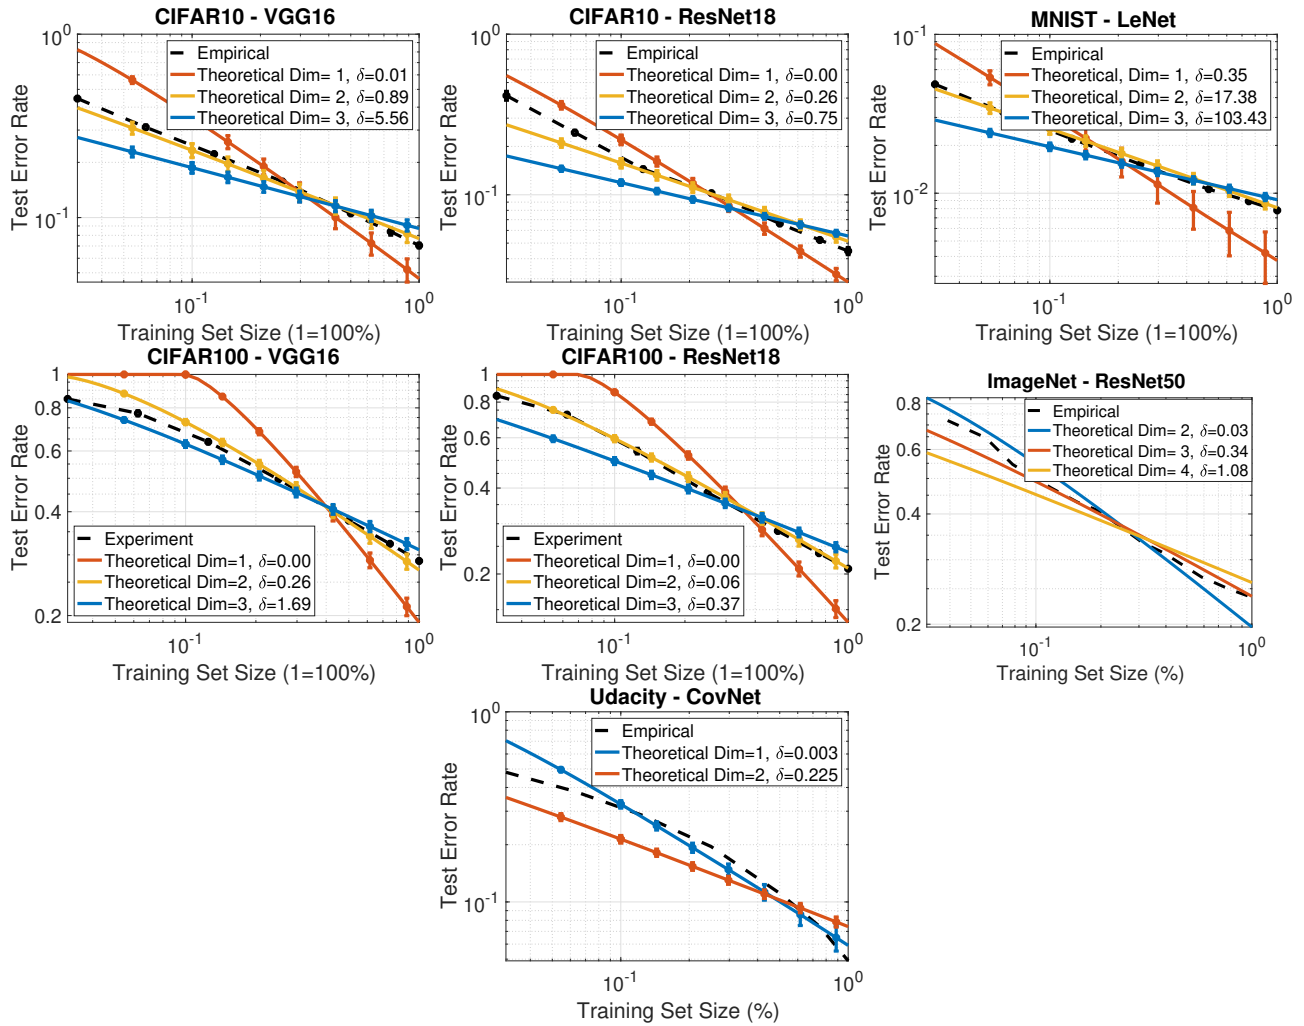 CIFAR10 - VGG16
10^0
10^-1
Test Error Rate
Empirical
Theoretical Dim= 1, δ=0.01
Theoretical Dim= 2, δ=0.89
Theoretical Dim= 3, δ=5.56
10^-1
10^0
Training Set Size (1=100%)
CIFAR10 - ResNet18
10^0
10^-1
Test Error Rate
Empirical
Theoretical Dim= 1, δ=0.00
Theoretical Dim= 2, δ=0.26
Theoretical Dim= 3, δ=0.75
10^-1
10^0
Training Set Size (1=100%)
MNIST - LeNet
10^-1
10^-2
Test Error Rate
Empirical
Theoretical, Dim= 1, δ=0.35
Theoretical, Dim= 2, δ=17.38
Theoretical, Dim= 3, δ=103.43
10^-1
10^0
Training Set Size (1=100%)
CIFAR100 - VGG16
1
0.8
0.6
0.4
0.2
Test Error Rate
Experiment
Theoretical Dim=1, δ=0.00
Theoretical Dim=2, δ=0.26
Theoretical Dim=3, δ=1.69
10^-1
10^0
Training Set Size (1=100%)
CIFAR100 - ResNet18
1
0.8
0.6
0.4
0.2
Test Error Rate
Experiment
Theoretical Dim=1, δ=0.00
Theoretical Dim=2, δ=0.06
Theoretical Dim=3, δ=0.37
10^-1
10^0
Training Set Size (1=100%)
ImageNet - ResNet50
0.8
0.6
0.4
0.2
Test Error Rate
Empirical
Theoretical Dim= 2, δ=0.03
Theoretical Dim= 3, δ=0.34
Theoretical Dim= 4, δ=1.08
10^-1
10^0
Training Set Size (%)
Udacity - CovNet
10^0
10^-1
Test Error Rate
Empirical
Theoretical Dim=1, δ=0.003
Theoretical Dim=2, δ=0.225
10^-1
10^0
Training Set Size (%)